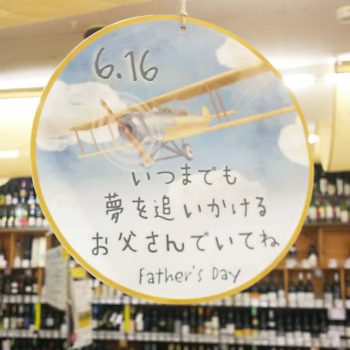 6.16
いつまでも
夢を追いかける
お父さんでいてね
Father's Day